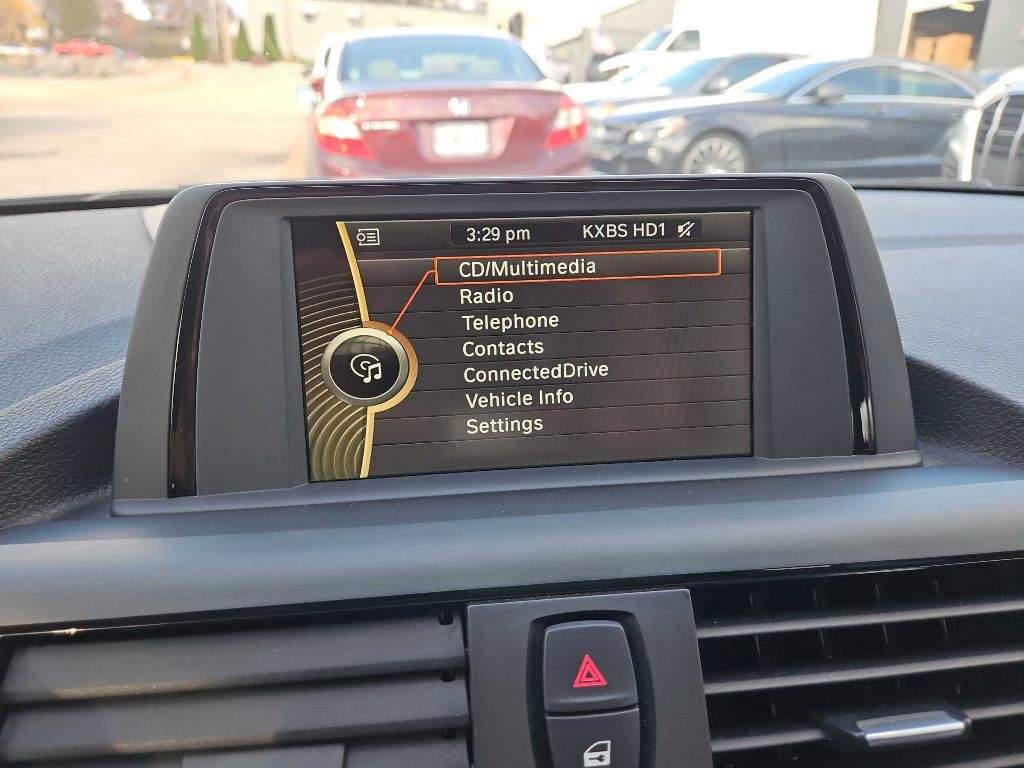 3:29 pm KXBS HD1
CD/Multimedia
Radio
Telephone
Contacts
ConnectedDrive
Vehicle Info
Settings